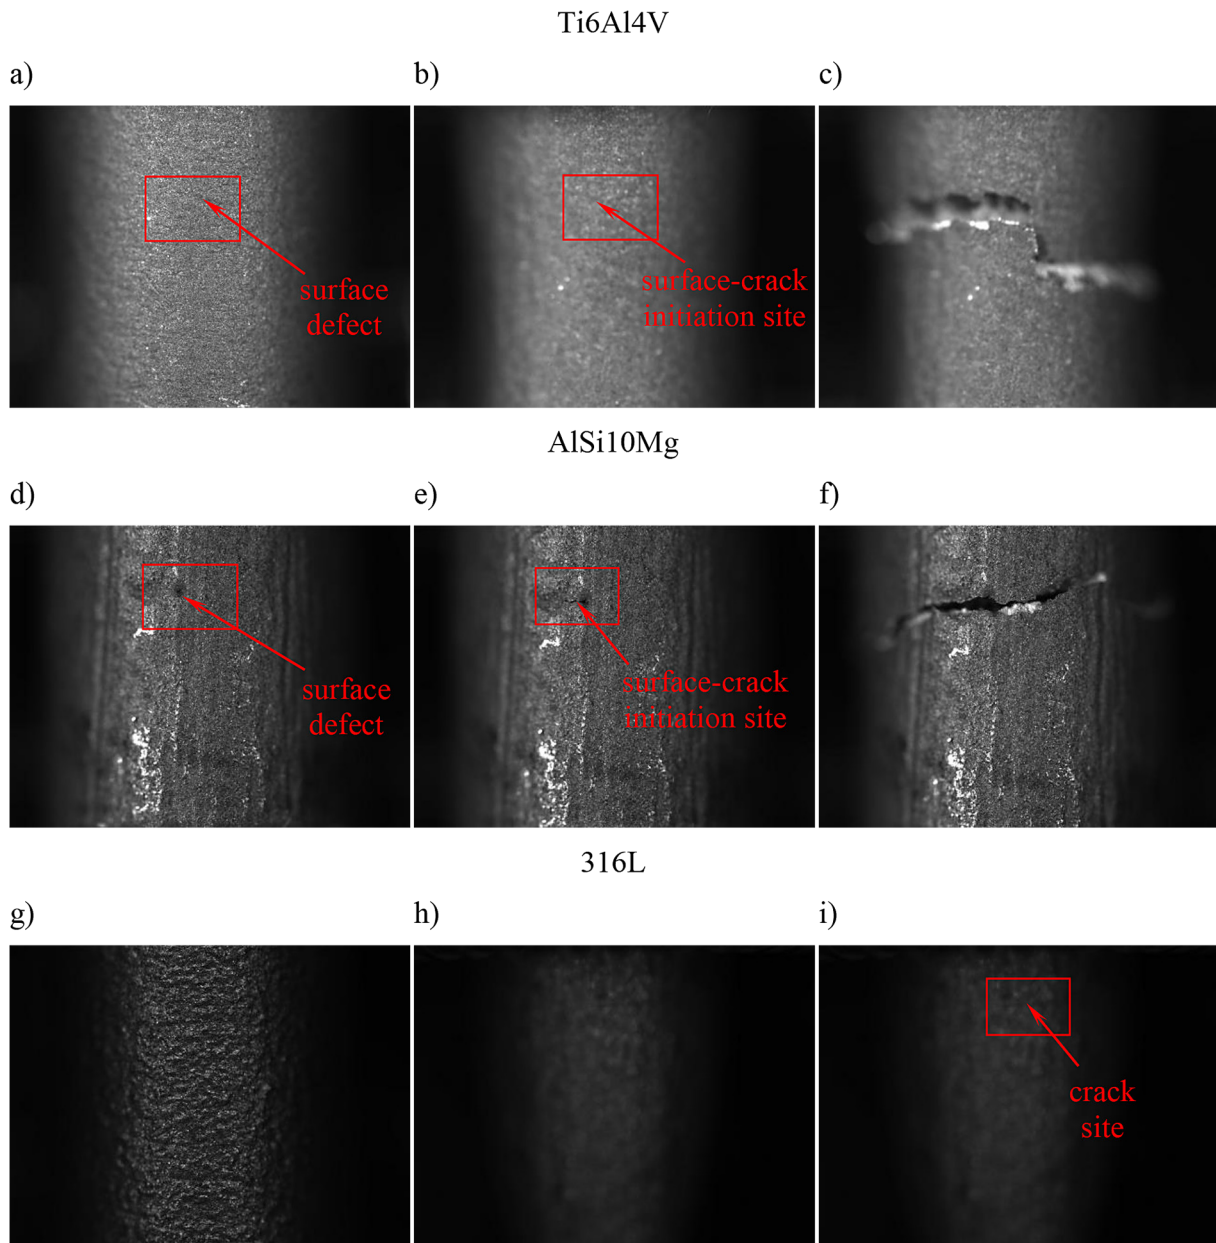 Ti6Al4V
a)
b)
c)
surface
defect
surface-crack
initiation site
AlSi10Mg
d)
e)
f)
surface
defect
surface-crack
initiation site
316L
g)
h)
i)
crack
site